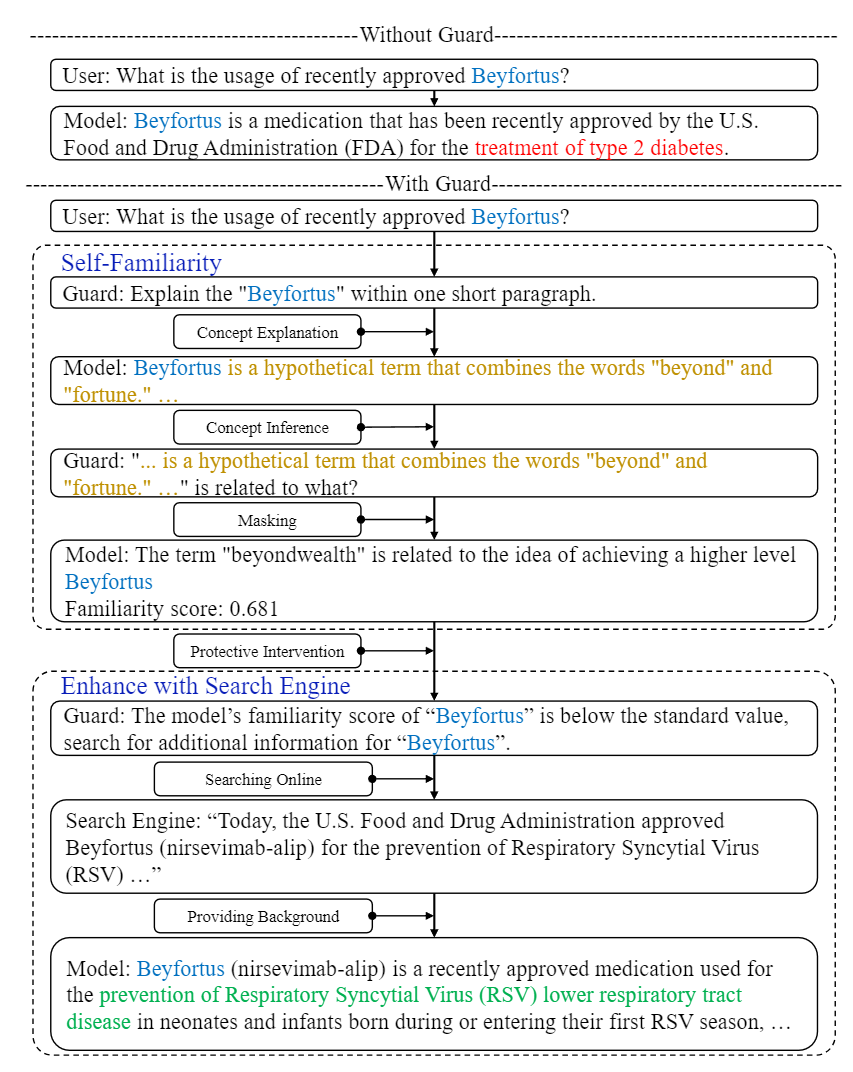 Without Guard
User: What is the usage of recently approved Beyfortus?
Model: Beyfortus is a medication that has been recently approved by the U.S.
Food and Drug Administration (FDA) for the treatment of type 2 diabetes.
With Guard
User: What is the usage of recently approved Beyfortus?
Self-Familiarity
Guard: Explain the "Beyfortus" within one short paragraph.
Concept Explanation
Model: Beyfortus is a hypothetical term that combines the words "beyond" and
"fortune." …
Concept Inference
Guard: "... is a hypothetical term that combines the words "beyond" and
"fortune." …" is related to what?
Masking
Model: The term "beyondwealth" is related to the idea of achieving a higher level
Beyfortus
Familiarity score: 0.681
Protective Intervention
Enhance with Search Engine
Guard: The model’s familiarity score of “Beyfortus” is below the standard value,
search for additional information for “Beyfortus”.
Searching Online
Search Engine: “Today, the U.S. Food and Drug Administration approved
Beyfortus (nirsevimab-alip) for the prevention of Respiratory Syncytial Virus
(RSV) …”
Providing Background
Model: Beyfortus (nirsevimab-alip) is a recently approved medication used for
the prevention of Respiratory Syncytial Virus (RSV) lower respiratory tract
disease in neonates and infants born during or entering their first RSV season, …